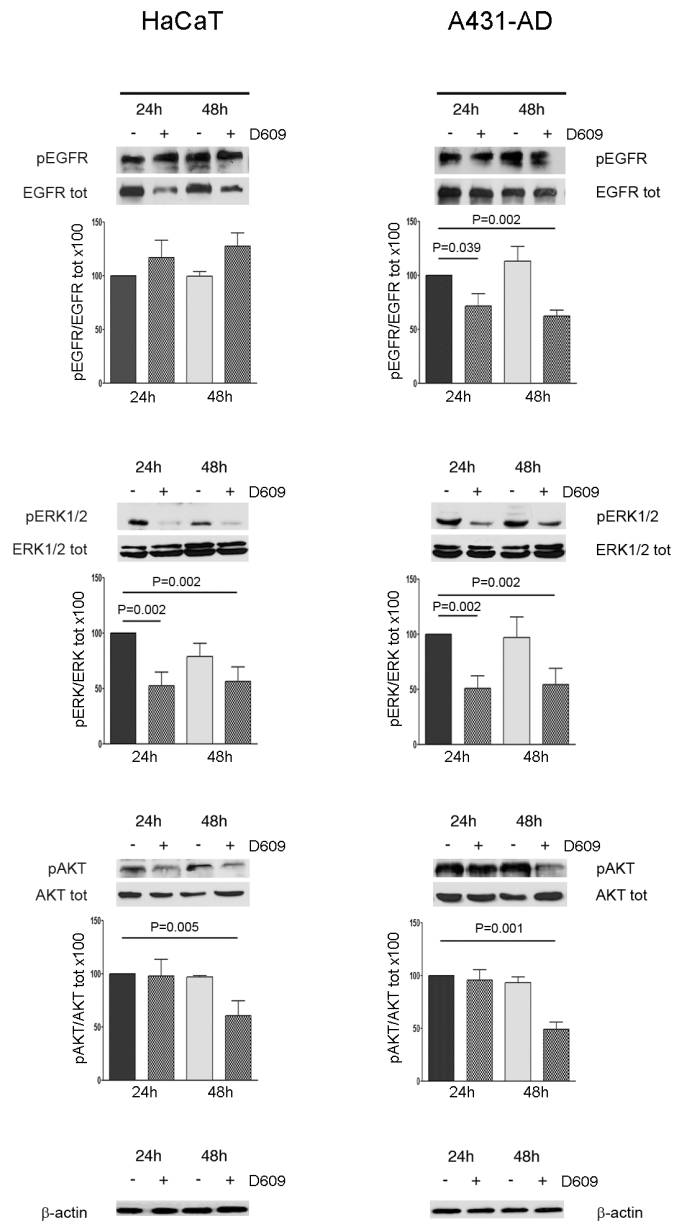 HaCaT
A431-AD
24h 48h
- + - + D609
pEGFR
EGFR tot
24h 48h
- + - + D609
pEGFR
EGFR tot
pEGFR/EGFR tot x100
150
100
50
0
24h 48h
pEGFR/EGFR tot x100
150
100
50
0
P=0.002
P=0.039
24h 48h
24h 48h
- + - + D609
pERK1/2
ERK1/2 tot
24h 48h
- + - + D609
pERK1/2
ERK1/2 tot
pERK/ERK tot x100
150
100
50
0
P=0.002
P=0.002
24h 48h
pERK/ERK tot x100
150
100
50
0
P=0.002
P=0.002
24h 48h
24h 48h
- + - + D609
pAKT
AKT tot
24h 48h
- + - + D609
pAKT
AKT tot
pAKT/AKT tot x100
150
100
50
0
P=0.005
24h 48h
pAKT/AKT tot x100
150
100
50
0
P=0.001
24h 48h
24h 48h
- + - + D609
β-actin
24h 48h
- + - + D609
β-actin